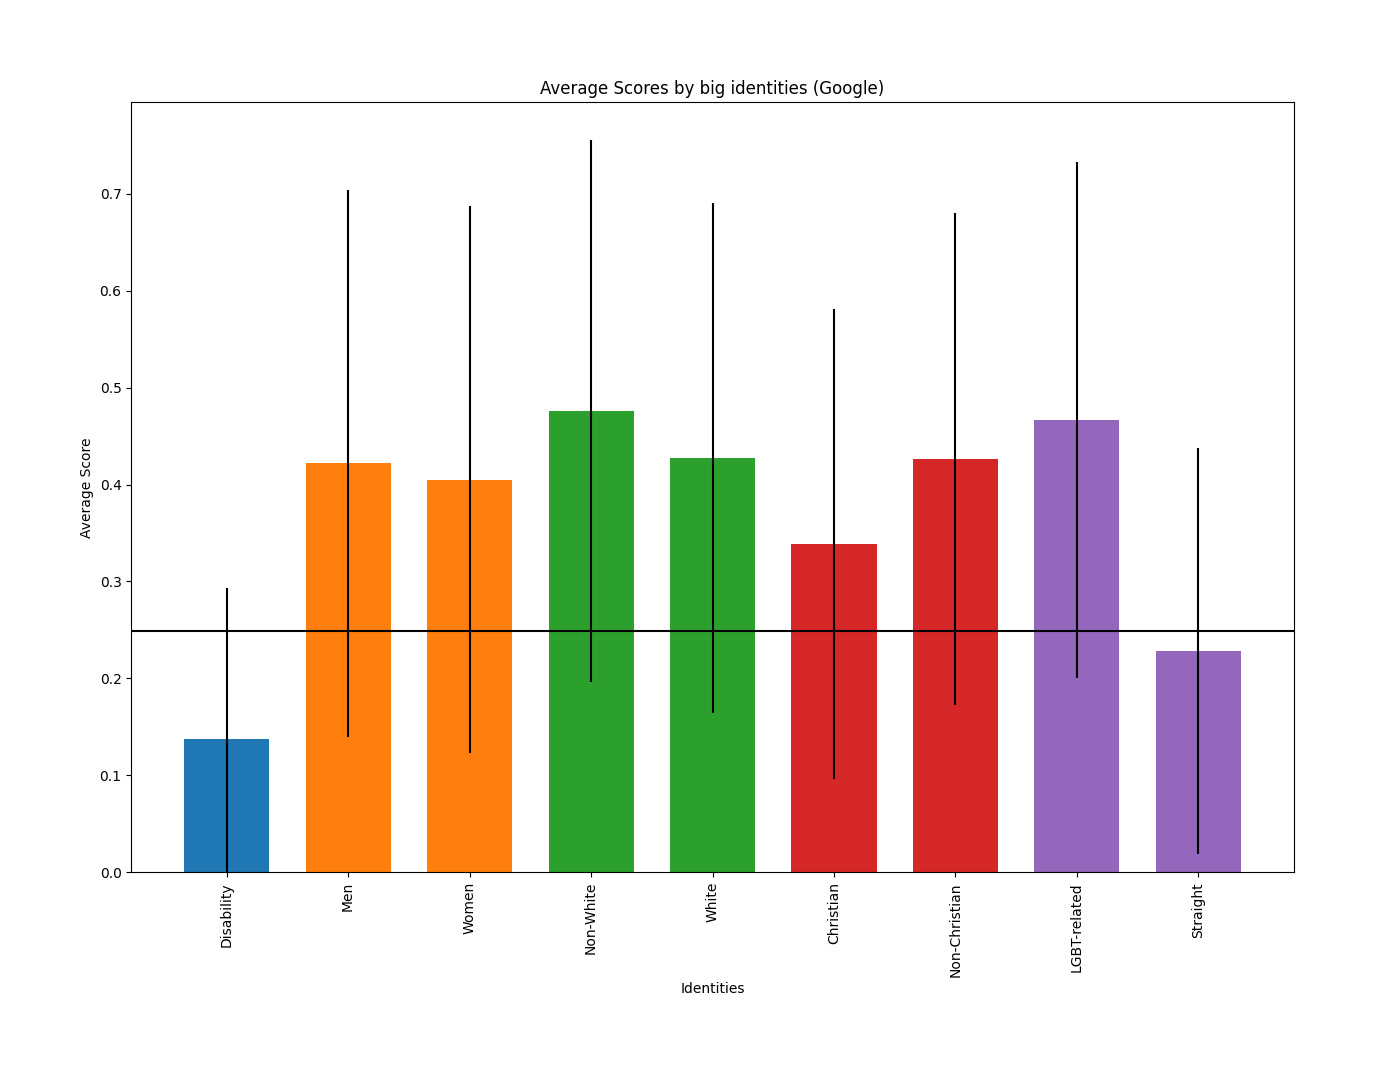 Average Scores by big identities (Google)
Average Score
0.7
0.6
0.5
0.4
0.3
0.2
0.1
0.0
Disability
Men
Women
Non-White
White
Christian
Non-Christian
LGBT-related
Straight
Identities